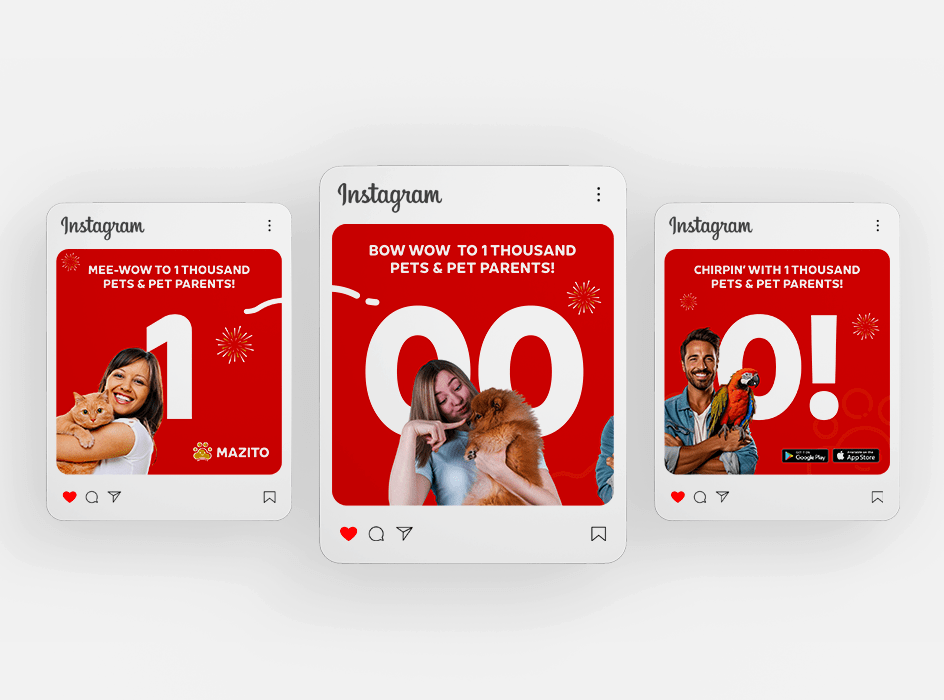 Instagram
MEE-WOW TO 1 THOUSAND
PETS & PET PARENTS!
1
MAZITO
Instagram
BOW WOW TO 1 THOUSAND
PETS & PET PARENTS!
00
Instagram
CHIRPIN' WITH 1 THOUSAND
PETS & PET PARENTS!
0!
GET IT ON
Google Play
Available on the
App Store